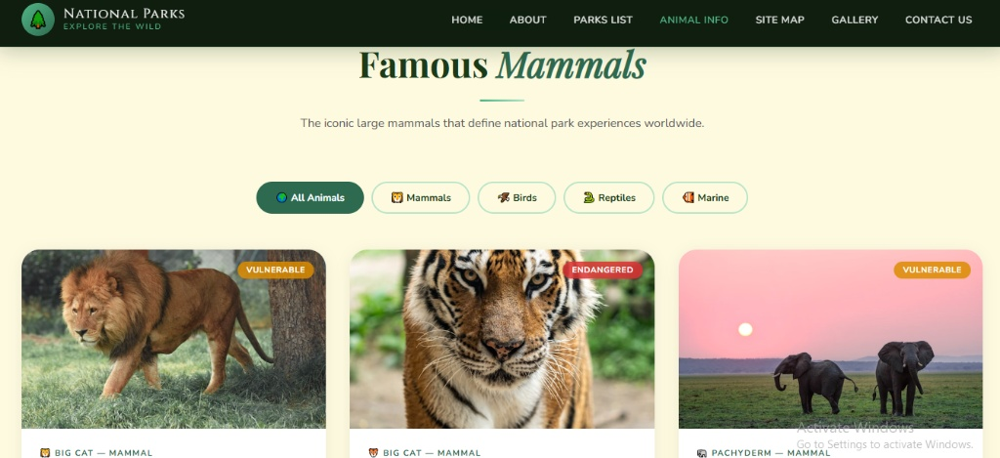 NATIONAL PARKS
EXPLORE THE WILD
HOME ABOUT PARKS LIST ANIMAL INFO SITE MAP GALLERY CONTACT US
Famous Mammals
The iconic large mammals that define national park experiences worldwide.
All Animals Mammals Birds Reptiles Marine
VULNERABLE ENDANGERED VULNERABLE
Activate Windows
Go to Settings to activate Windows.
BIG CAT — MAMMAL BIG CAT — MAMMAL PACHYDERM — MAMMAL